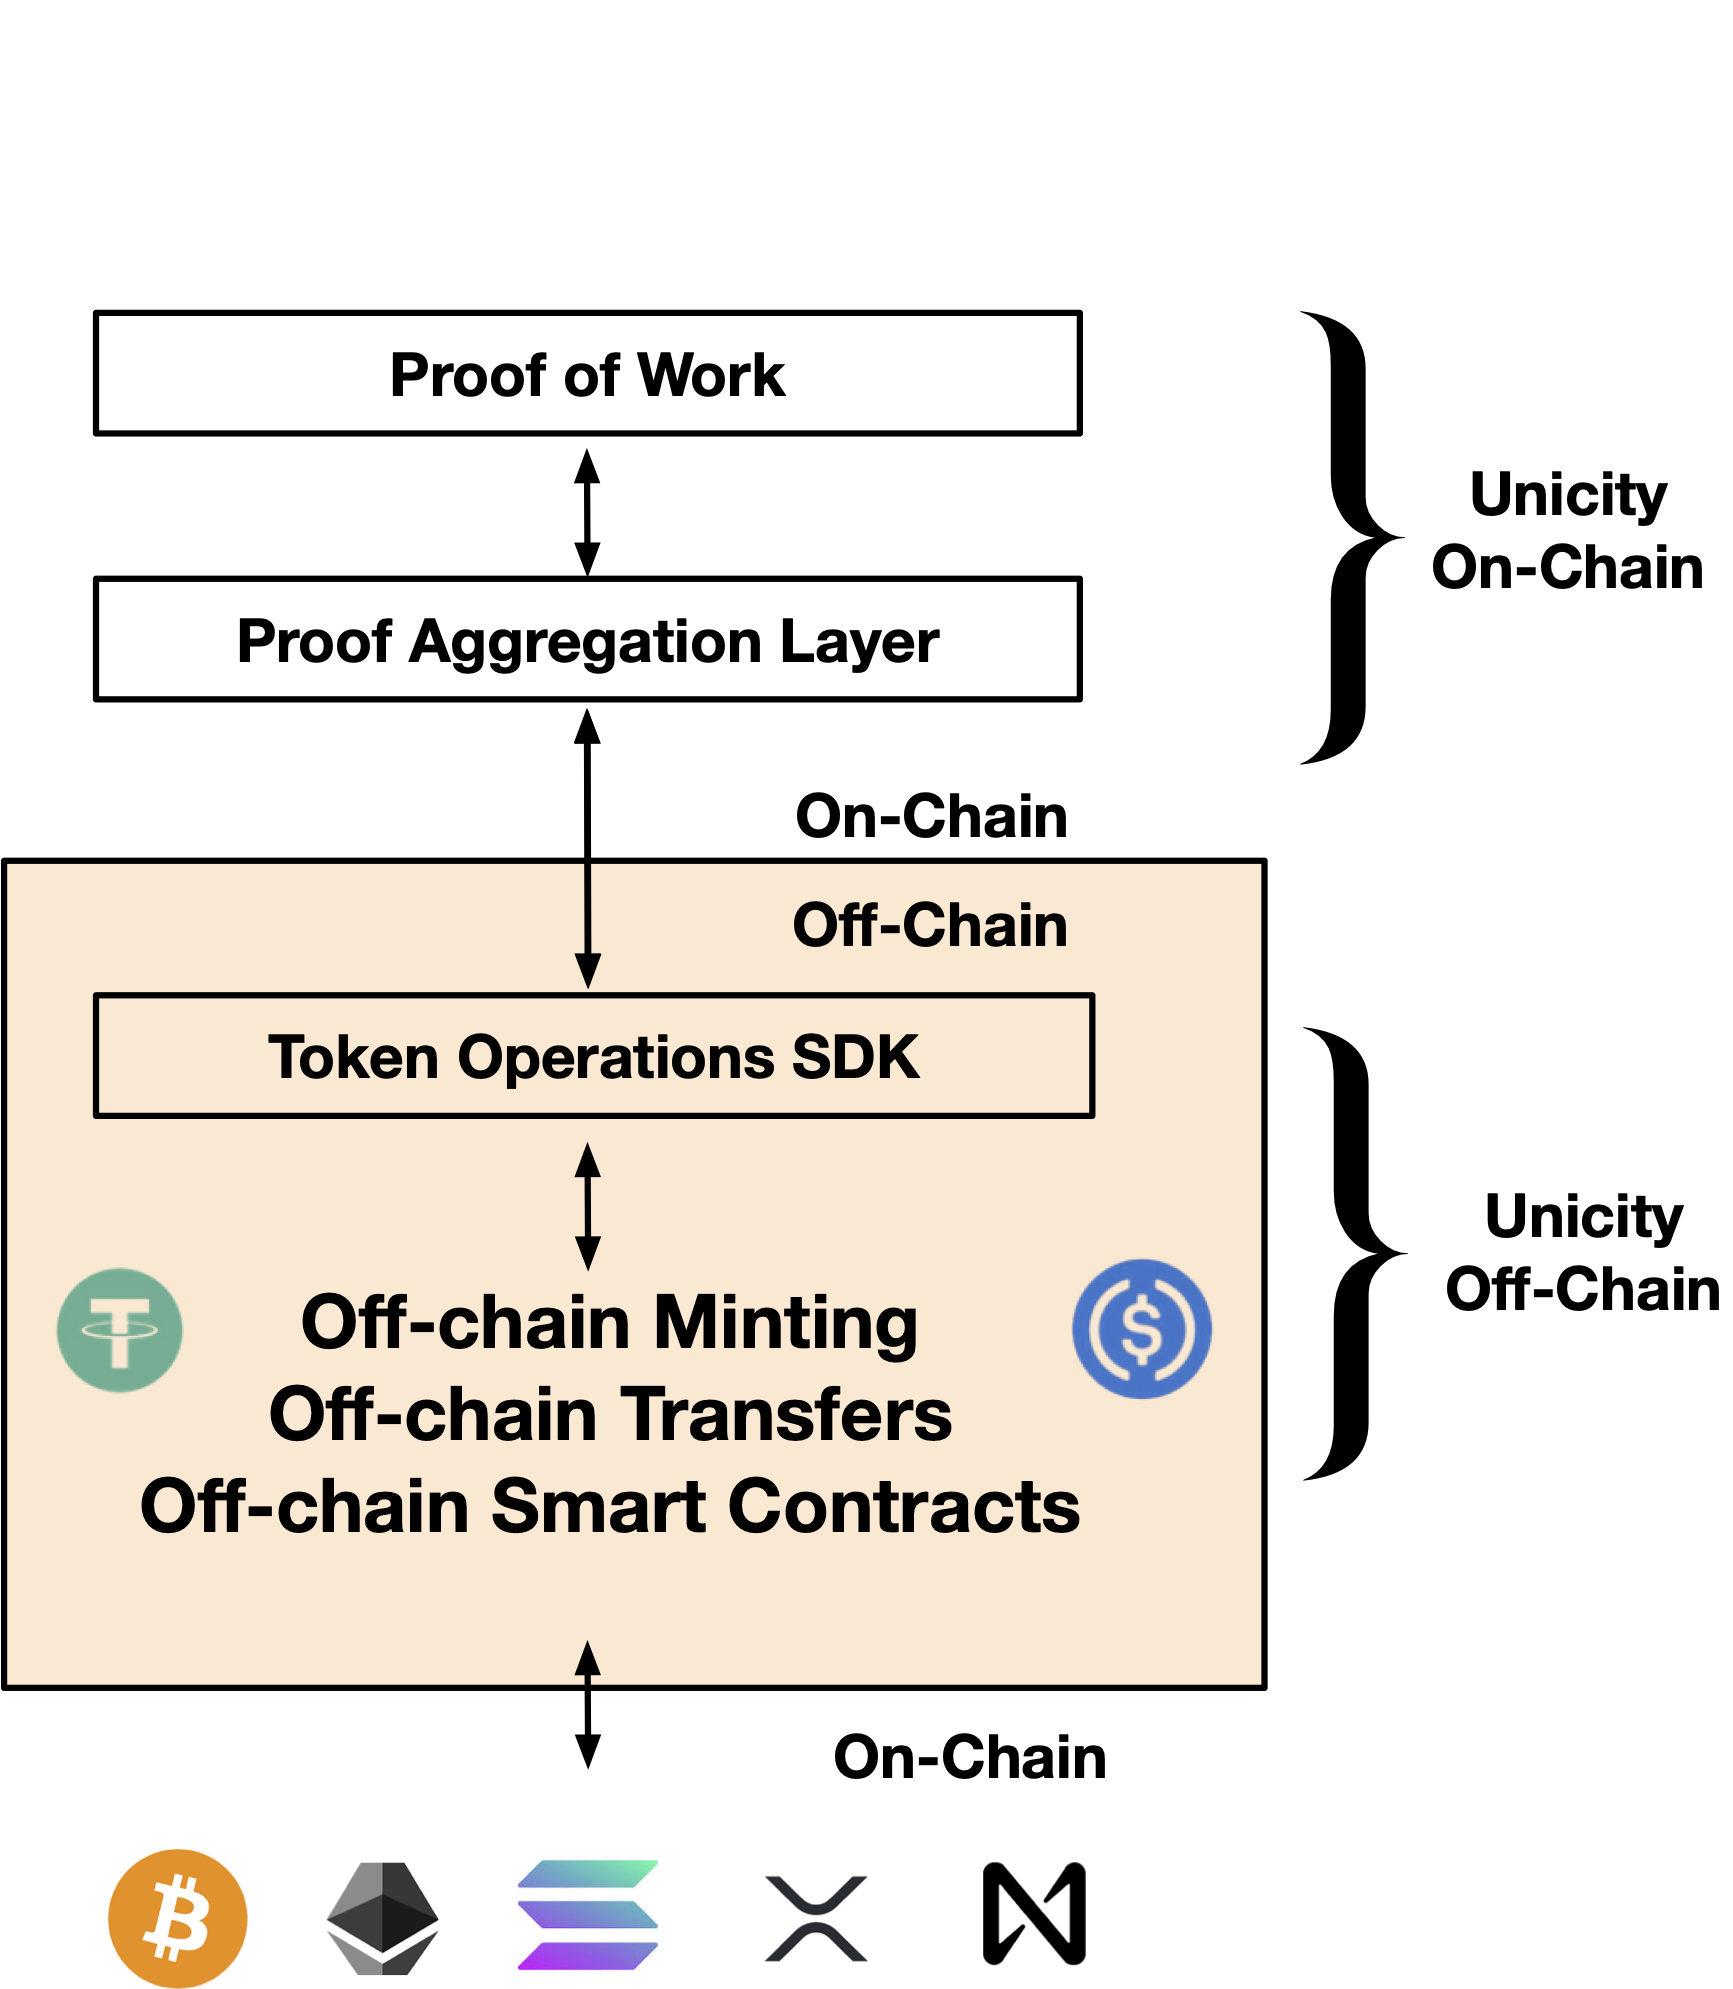 Proof of Work
Unicity
On-Chain
Proof Aggregation Layer
On-Chain
Off-Chain
Token Operations SDK
Unicity
Off-Chain
Off-chain Minting
Off-chain Transfers
Off-chain Smart Contracts
On-Chain